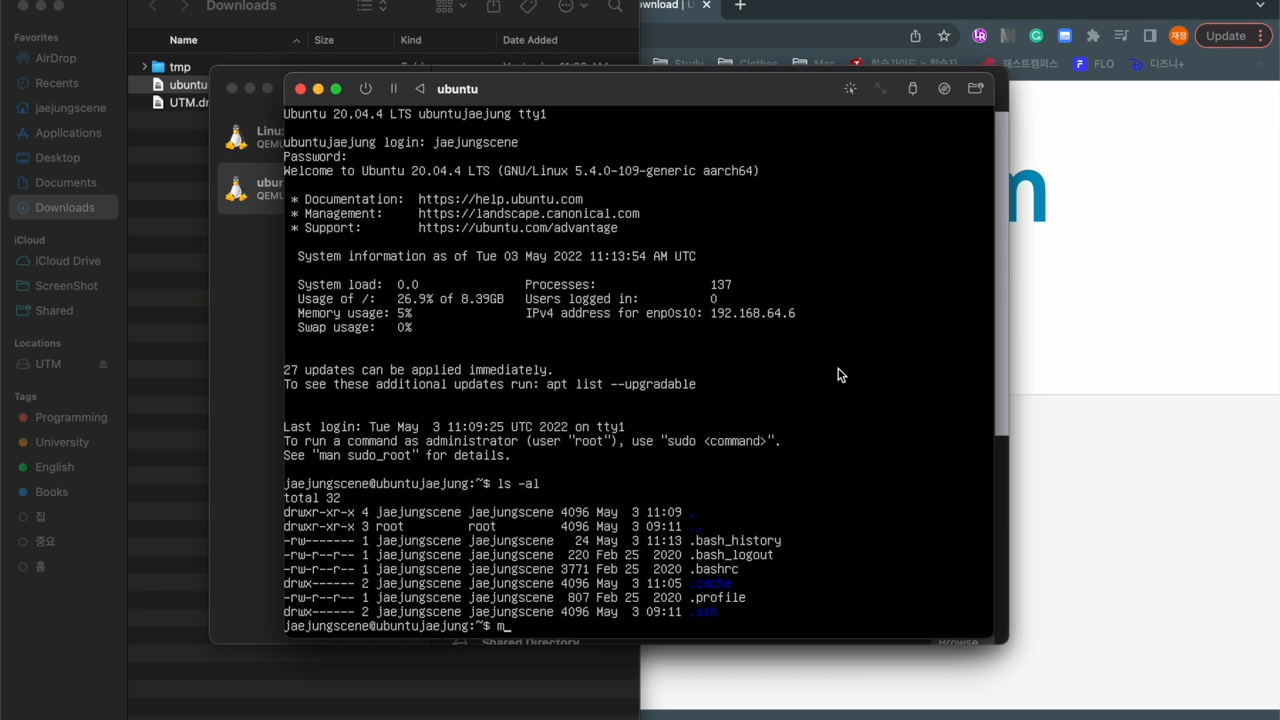 Downloads
Favorites
AirDrop
Recents
jaejungscene
Applications
Desktop
Documents
Downloads
iCloud
iCloud Drive
ScreenShot
Shared
Locations
UTM
Tags
Programming
University
English
Books
집
중요
홈
Name
Size
Kind
Date Added
tmp
ubuntu
Linux
QEMU
ubuntu
Ubuntu 20.04.4 LTS ubuntujaejung tty1
ubuntujaejung login: jaejungscene
Password:
Welcome to Ubuntu 20.04.4 LTS (GNU/Linux 5.4.0-109-generic aarch64)
* Documentation: https://help.ubuntu.com
* Management: https://landscape.canonical.com
* Support: https://ubuntu.com/advantage
System information as of Tue 03 May 2022 11:13:54 AM UTC
System load: 0.0 Processes: 137
Usage of /: 26.9% of 8.39GB Users logged in: 0
Memory usage: 5% IPv4 address for enp0s10: 192.168.64.6
Swap usage: 0%
27 updates can be applied immediately.
To see these additional updates run: apt list --upgradable
Last login: Tue May 3 11:09:25 UTC 2022 on tty1
To run a command as administrator (user "root"), use "sudo <command>".
See "man sudo_root" for details.
jaejungscene@ubuntujaejung:~$ ls -al
total 32
drwxr-xr-x 4 jaejungscene jaejungscene 4096 May 3 11:09 .
drwxr-xr-x 3 root root 4096 May 3 09:11 ..
-rw------- 1 jaejungscene jaejungscene 24 May 3 11:13 .bash_history
-rw-r--r-- 1 jaejungscene jaejungscene 220 Feb 25 2020 .bash_logout
-rw-r--r-- 1 jaejungscene jaejungscene 3771 Feb 25 2020 .bashrc
drwx------ 2 jaejungscene jaejungscene 4096 May 3 11:05 .cache
-rw-r--r-- 1 jaejungscene jaejungscene 807 Feb 25 2020 .profile
drwx------ 2 jaejungscene jaejungscene 4096 May 3 09:11 .ssh
jaejungscene@ubuntujaejung:~$ m_
Shared Directory
Browse
재정
Update
Study
Clothes
Mac
FLO
디즈니+
m